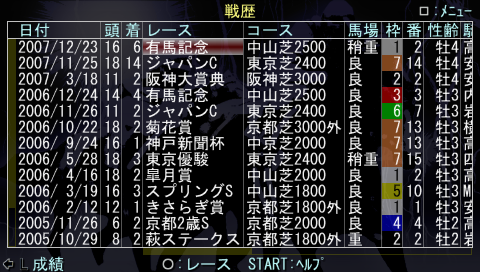 戦歴
□:メニュー
日付 頭 着 レース コース 馬場 枠 番 性齢 騎
2007/12/23 16 6 有馬記念 中山芝2500 稍重 1 2 牡4 高
2007/11/25 18 14 ジャパンC 東京芝2400 良 7 14 牡4 安
2007/ 3/18 11 2 阪神大賞典 阪神芝3000 良 2 2 牡4 安
2006/12/24 14 4 有馬記念 中山芝2500 良 3 3 牡3 内
2006/11/26 11 2 ジャパンC 東京芝2400 良 6 7 牡3 岩
2006/10/22 18 2 菊花賞 京都芝3000外 良 7 13 牡3 横
2006/ 9/24 16 1 神戸新聞杯 中京芝2000 良 7 13 牡3
2006/ 5/28 18 3 東京優駿 東京芝2400 稍重 7 15 牡3 四
2006/ 4/16 18 2 皐月賞 中山芝2000 良 1 2 牡3 高
2006/ 3/19 16 3 スプリングS 中山芝1800 良 5 10 牡3 M
2006/ 2/12 12 1 きさらぎ賞 京都芝1800外 良 1 牡3 安
2005/11/26 6 2 京都2歳S 京都芝2000 良 4 4 牡2 岩
2005/10/29 8 2 萩ステークス 京都芝1800外 重 2 2 牡2 岩
L 成績 ○:レース START:ヘルプ